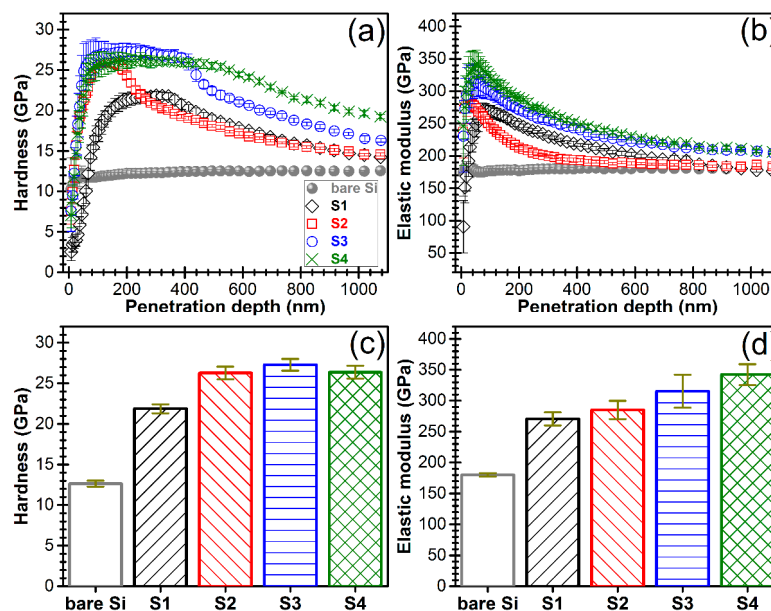 (a)
Hardness (GPa)
30
25
20
15
10
5
0
bare Si
S1
S2
S3
S4
0 200 400 600 800 1000
Penetration depth (nm)
(b)
Elastic modulus (GPa)
400
350
300
250
200
150
100
50
0 200 400 600 800 1000
Penetration depth (nm)
(c)
Hardness (GPa)
30
25
20
15
10
5
0
bare Si S1 S2 S3 S4
(d)
Elastic modulus (GPa)
400
350
300
250
200
150
100
50
0
bare Si S1 S2 S3 S4